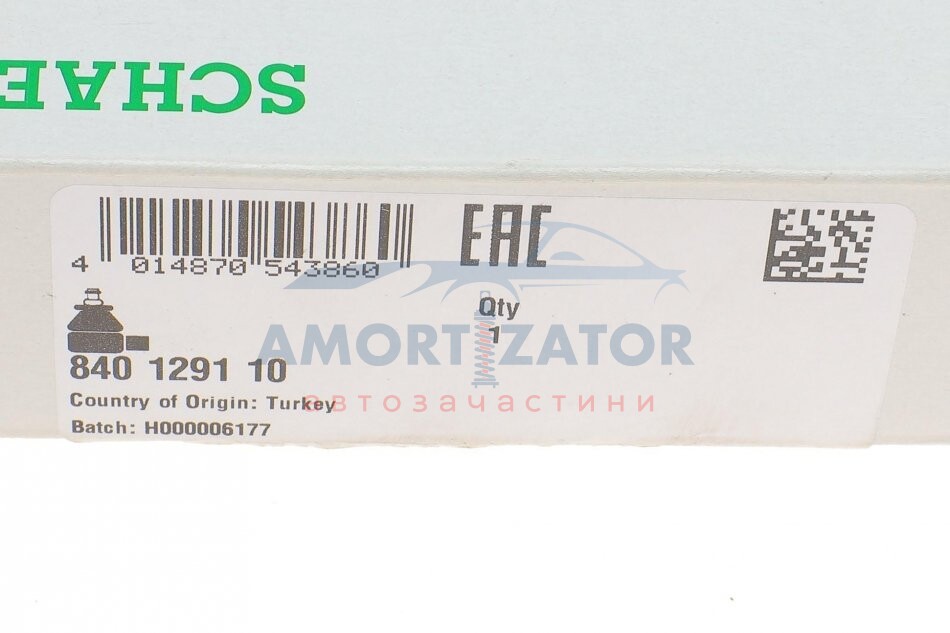 SCHAE
EAC
4 014870 543860
Qty
1
AMORTIZATOR
автозачастини
840 1291 10
Country of Origin: Turkey
Batch: H000006177